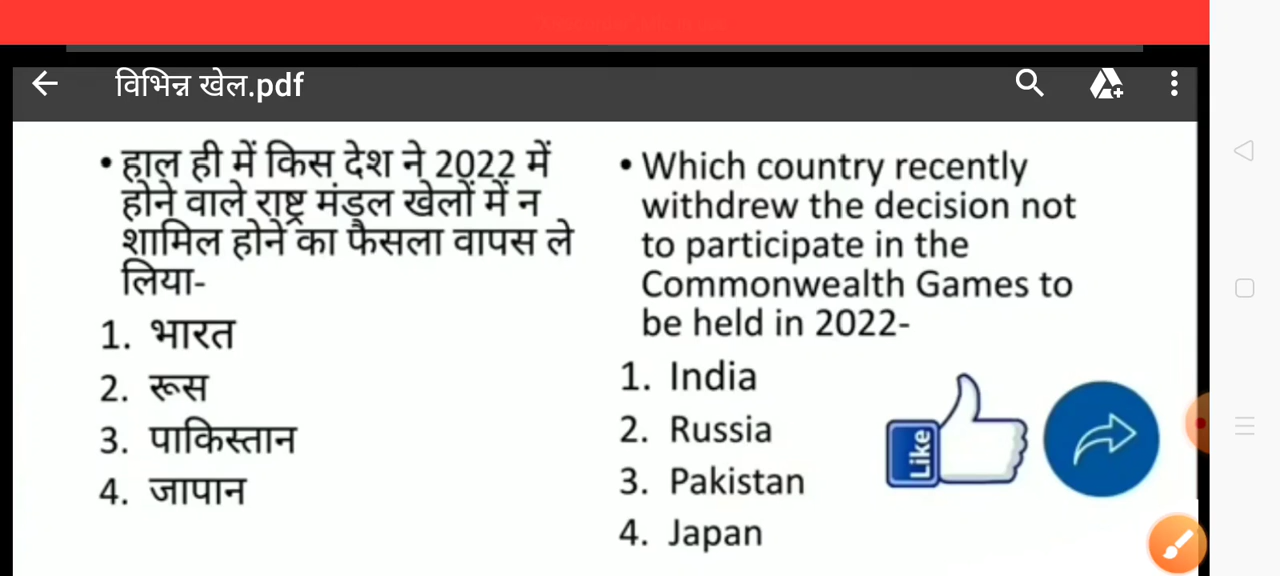 विभिन्न खेल.pdf
• हाल ही में किस देश ने 2022 में
होने वाले राष्ट्र मंडल खेलों में न
शामिल होने का फैसला वापस ले
लिया-
1. भारत
2. रूस
3. पाकिस्तान
4. जापान
• Which country recently
withdrew the decision not
to participate in the
Commonwealth Games to
be held in 2022-
1. India
2. Russia
3. Pakistan
4. Japan
Like